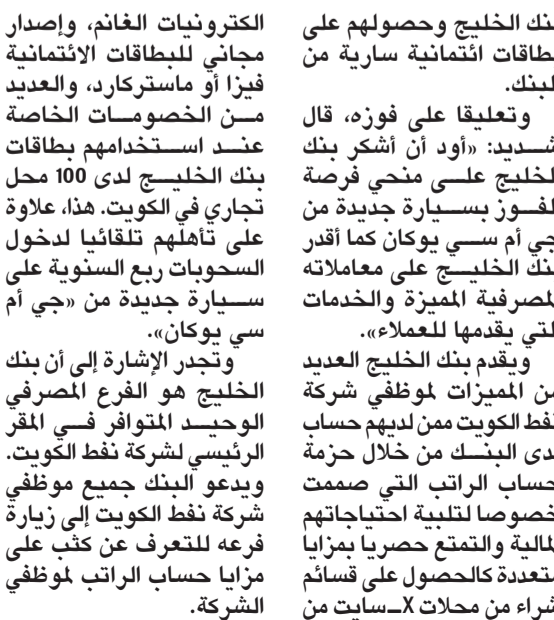 بنك الخليج وحصولهم على
بطاقات ائتمانية سارية من
البنك.
وتعليقا على فوزه، قال
شديد: «أود أن أشكر بنك
الخليج على منحي فرصة
الفوز بسيارة جديدة من
جي أم سي يوكان كما أقدر
بنك الخليج على معاملاته
المصرفية المميزة والخدمات
التي يقدمها للعملاء».
ويقدم بنك الخليج العديد
من المميزات لموظفي شركة
نفط الكويت ممن لديهم حساب
لدى البنك من خلال حزمة
حساب الراتب التي صممت
خصوصا لتلبية احتياجاتهم
المالية والتمتع حصريا بمزايا
متعددة كالحصول على قسائم
شراء من محلات X-سايت من
الكترونيات الغانم، وإصدار
مجاني للبطاقات الائتمانية
فيزا أو ماستركارد، والعديد
من الخصومات الخاصة
عند استخدامهم بطاقات
بنك الخليج لدى 100 محل
تجاري في الكويت. هذا، علاوة
على تأهلهم تلقائيا لدخول
السحوبات ربع السنوية على
سيارة جديدة من «جي أم
سي يوكان».
وتجدر الإشارة إلى أن بنك
الخليج هو الفرع المصرفي
الوحيد المتوافر في المقر
الرئيسي لشركة نفط الكويت.
ويدعو البنك جميع موظفي
شركة نفط الكويت إلى زيارة
فرعه للتعرف عن كثب على
مزايا حساب الراتب لموظفي
الشركة.